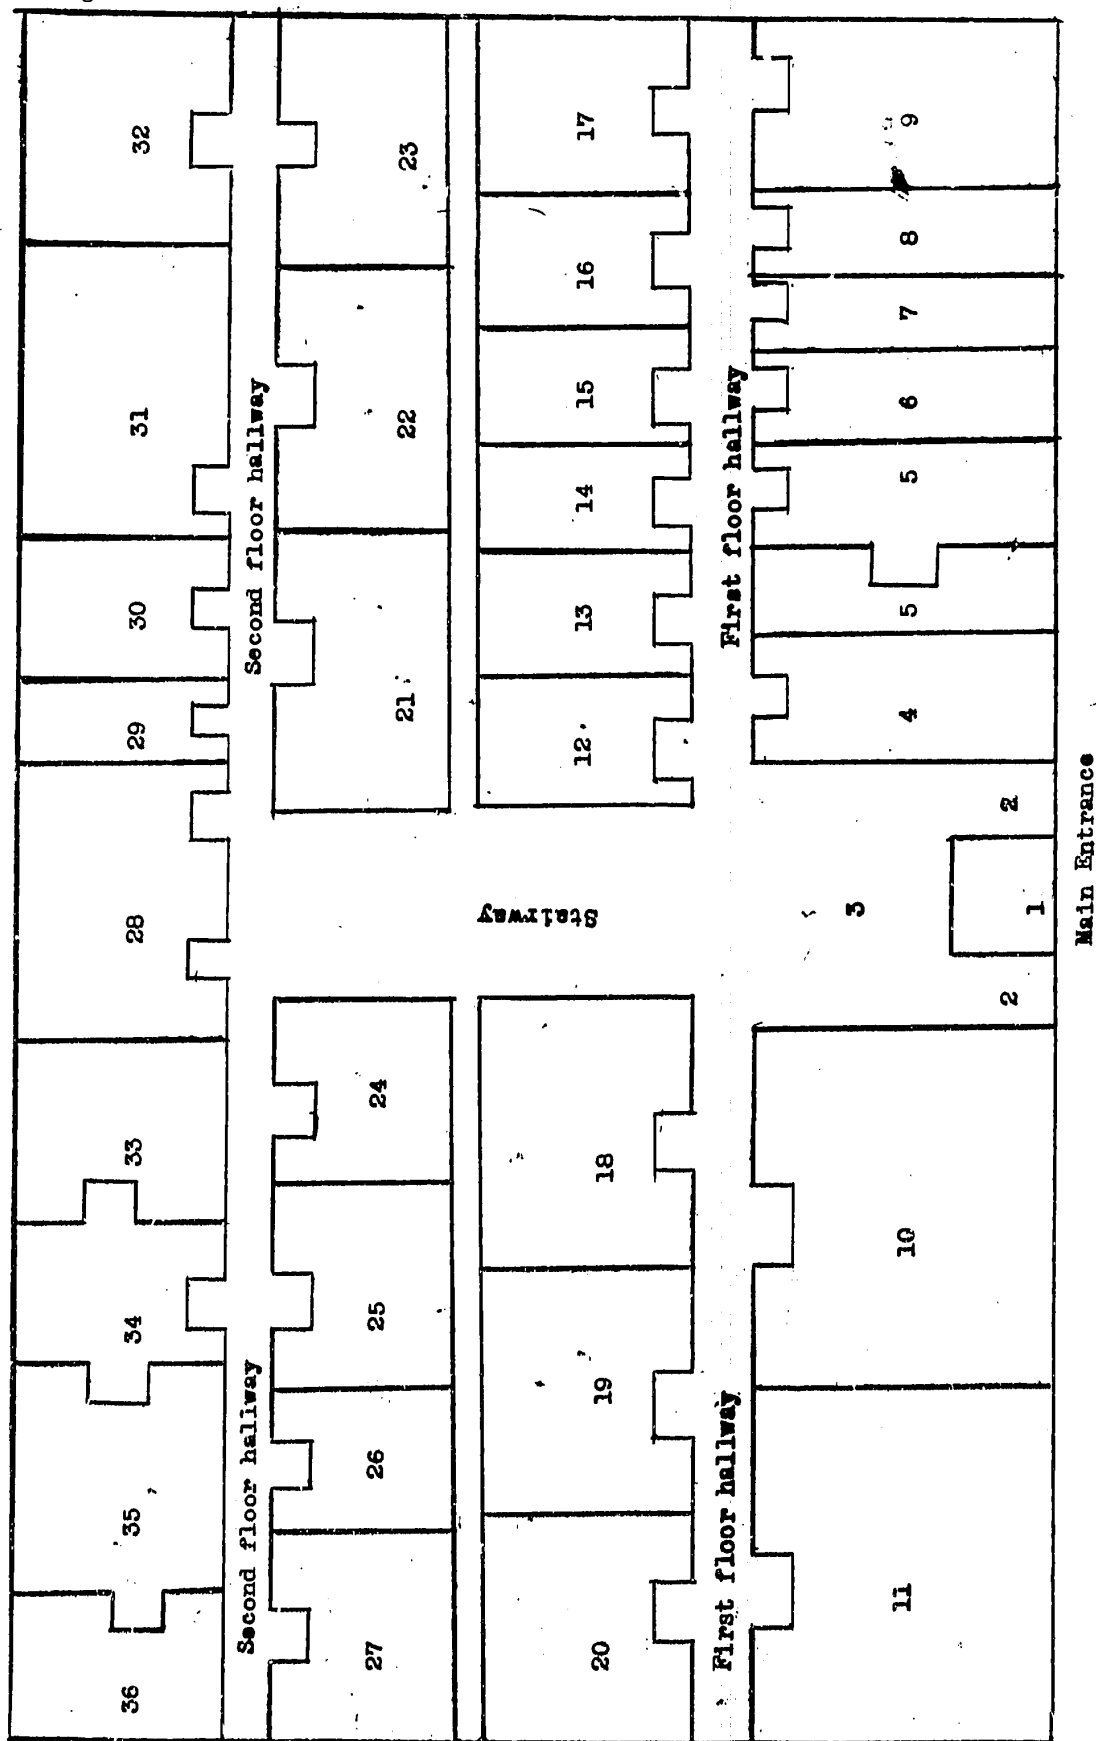 36 35 34 33 28 29 30 31 32
Second floor hallway Second floor hallway
27 26 25 24 21 22 23
Stairway
20 19 18 12 13 14 15 16 17
First floor hallway First floor hallway
11 10 3 4 5 5 6 7 8 9
2 1 2
Main Entrance